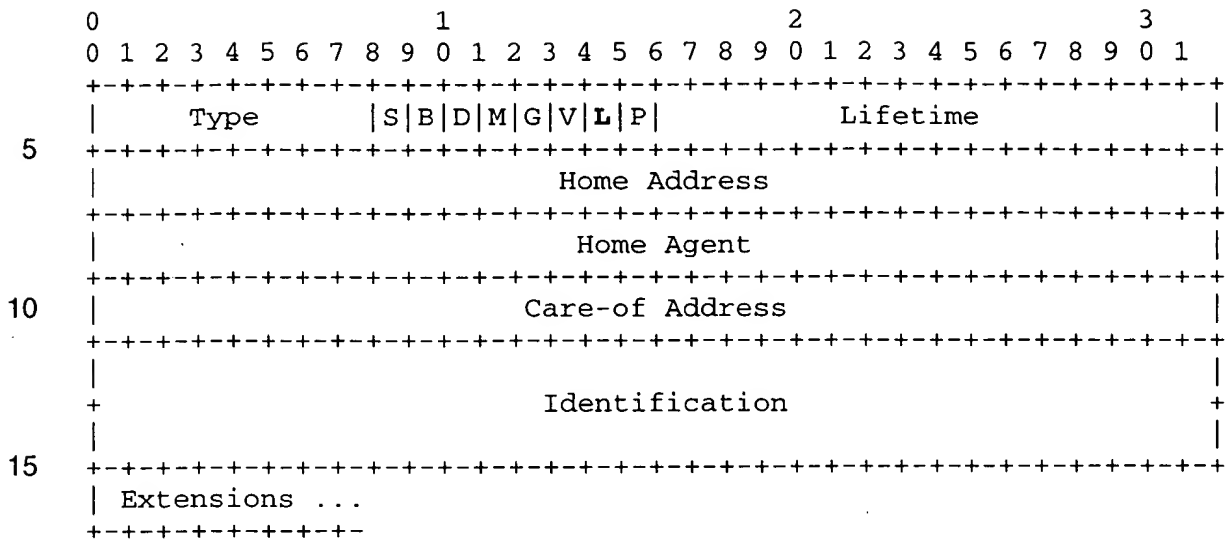 0                   1                   2                   3
    0 1 2 3 4 5 6 7 8 9 0 1 2 3 4 5 6 7 8 9 0 1 2 3 4 5 6 7 8 9 0 1
    +-+-+-+-+-+-+-+-+-+-+-+-+-+-+-+-+-+-+-+-+-+-+-+-+-+-+-+-+-+-+-+-+
    |     Type      |S|B|D|M|G|V|L|P|          Lifetime             |
5   +-+-+-+-+-+-+-+-+-+-+-+-+-+-+-+-+-+-+-+-+-+-+-+-+-+-+-+-+-+-+-+-+
    |                          Home Address                         |
    +-+-+-+-+-+-+-+-+-+-+-+-+-+-+-+-+-+-+-+-+-+-+-+-+-+-+-+-+-+-+-+-+
    |                           Home Agent                          |
    +-+-+-+-+-+-+-+-+-+-+-+-+-+-+-+-+-+-+-+-+-+-+-+-+-+-+-+-+-+-+-+-+
10  |                        Care-of Address                        |
    +-+-+-+-+-+-+-+-+-+-+-+-+-+-+-+-+-+-+-+-+-+-+-+-+-+-+-+-+-+-+-+-+
    |                                                               |
    +                         Identification                        +
    |                                                               |
15  +-+-+-+-+-+-+-+-+-+-+-+-+-+-+-+-+-+-+-+-+-+-+-+-+-+-+-+-+-+-+-+-+
    | Extensions ...
    +-+-+-+-+-+-+-+-